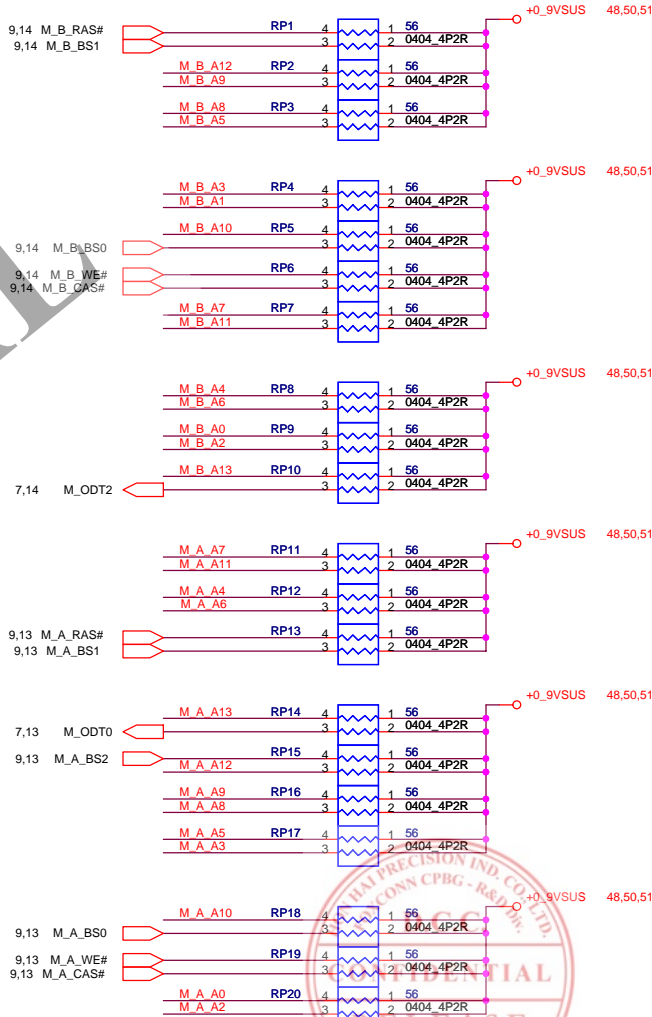 +0_9VSUS 48,50,51
9,14 M_B_RAS# RP1 4 1 56
9,14 M_B_BS1 3 2 0404_4P2R
M_B_A12 RP2 4 1 56
M_B_A9 3 2 0404_4P2R
M_B_A8 RP3 4 1 56
M_B_A5 3 2 0404_4P2R
+0_9VSUS 48,50,51
M_B_A3 RP4 4 1 56
M_B_A1 3 2 0404_4P2R
M_B_A10 RP5 4 1 56
9,14 M_B_BS0 3 2 0404_4P2R
9,14 M_B_WE# RP6 4 1 56
9,14 M_B_CAS# 3 2 0404_4P2R
M_B_A7 RP7 4 1 56
M_B_A11 3 2 0404_4P2R
+0_9VSUS 48,50,51
M_B_A4 RP8 4 1 56
M_B_A6 3 2 0404_4P2R
M_B_A0 RP9 4 1 56
M_B_A2 3 2 0404_4P2R
M_B_A13 RP10 4 1 56
7,14 M_ODT2 3 2 0404_4P2R
+0_9VSUS 48,50,51
M_A_A7 RP11 4 1 56
M_A_A11 3 2 0404_4P2R
M_A_A4 RP12 4 1 56
M_A_A6 3 2 0404_4P2R
9,13 M_A_RAS# RP13 4 1 56
9,13 M_A_BS1 3 2 0404_4P2R
+0_9VSUS 48,50,51
M_A_A13 RP14 4 1 56
7,13 M_ODT0 3 2 0404_4P2R
9,13 M_A_BS2 RP15 4 1 56
M_A_A12 3 2 0404_4P2R
M_A_A9 RP16 4 1 56
M_A_A8 3 2 0404_4P2R
M_A_A5 RP17 4 1 56
M_A_A3 3 2 0404_4P2R
+0_9VSUS 48,50,51
M_A_A10 RP18 4 1 56
9,13 M_A_BS0 3 2 0404_4P2R
9,13 M_A_WE# RP19 4 1 56
9,13 M_A_CAS# 3 2 0404_4P2R
M_A_A0 RP20 4 1 56
M_A_A2 3 2 0404_4P2R
HAI PRECISION IND. CO., LTD.
CONN CPBG - R&D Div.
CONFIDENTIAL